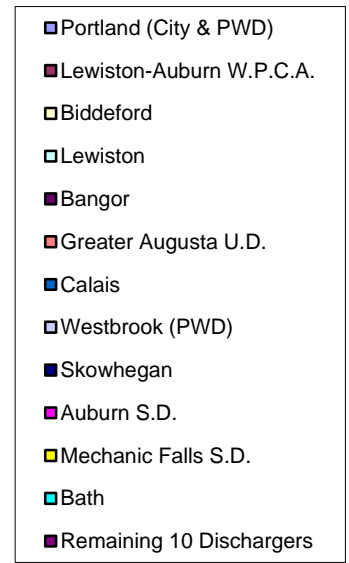 Portland (City & PWD)
Lewiston-Auburn W.P.C.A.
Biddeford
Lewiston
Bangor
Greater Augusta U.D.
Calais
Westbrook (PWD)
Skowhegan
Auburn S.D.
Mechanic Falls S.D.
Bath
Remaining 10 Dischargers